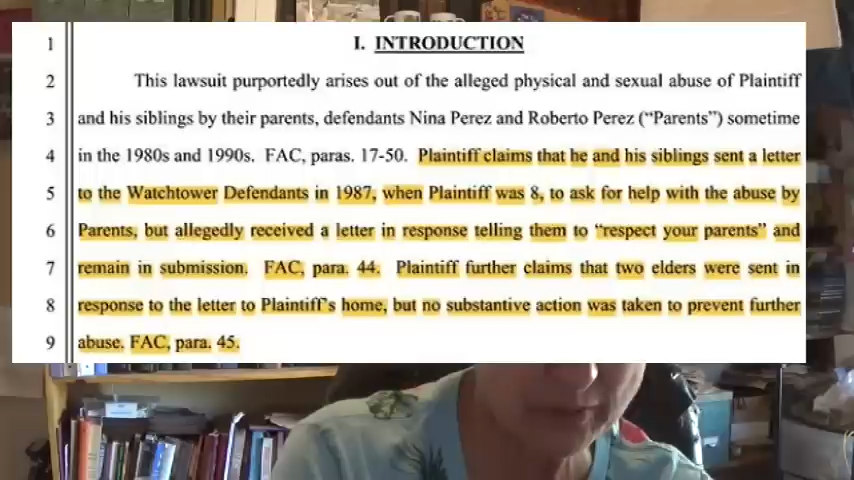 I. INTRODUCTION
1
2 This lawsuit purportedly arises out of the alleged physical and sexual abuse of Plaintiff
3 and his siblings by their parents, defendants Nina Perez and Roberto Perez (“Parents”) sometime
4 in the 1980s and 1990s. FAC, paras. 17-50. Plaintiff claims that he and his siblings sent a letter
5 to the Watchtower Defendants in 1987, when Plaintiff was 8, to ask for help with the abuse by
6 Parents, but allegedly received a letter in response telling them to “respect your parents” and
7 remain in submission. FAC, para. 44. Plaintiff further claims that two elders were sent in
8 response to the letter to Plaintiff's home, but no substantive action was taken to prevent further
9 abuse. FAC, para. 45.